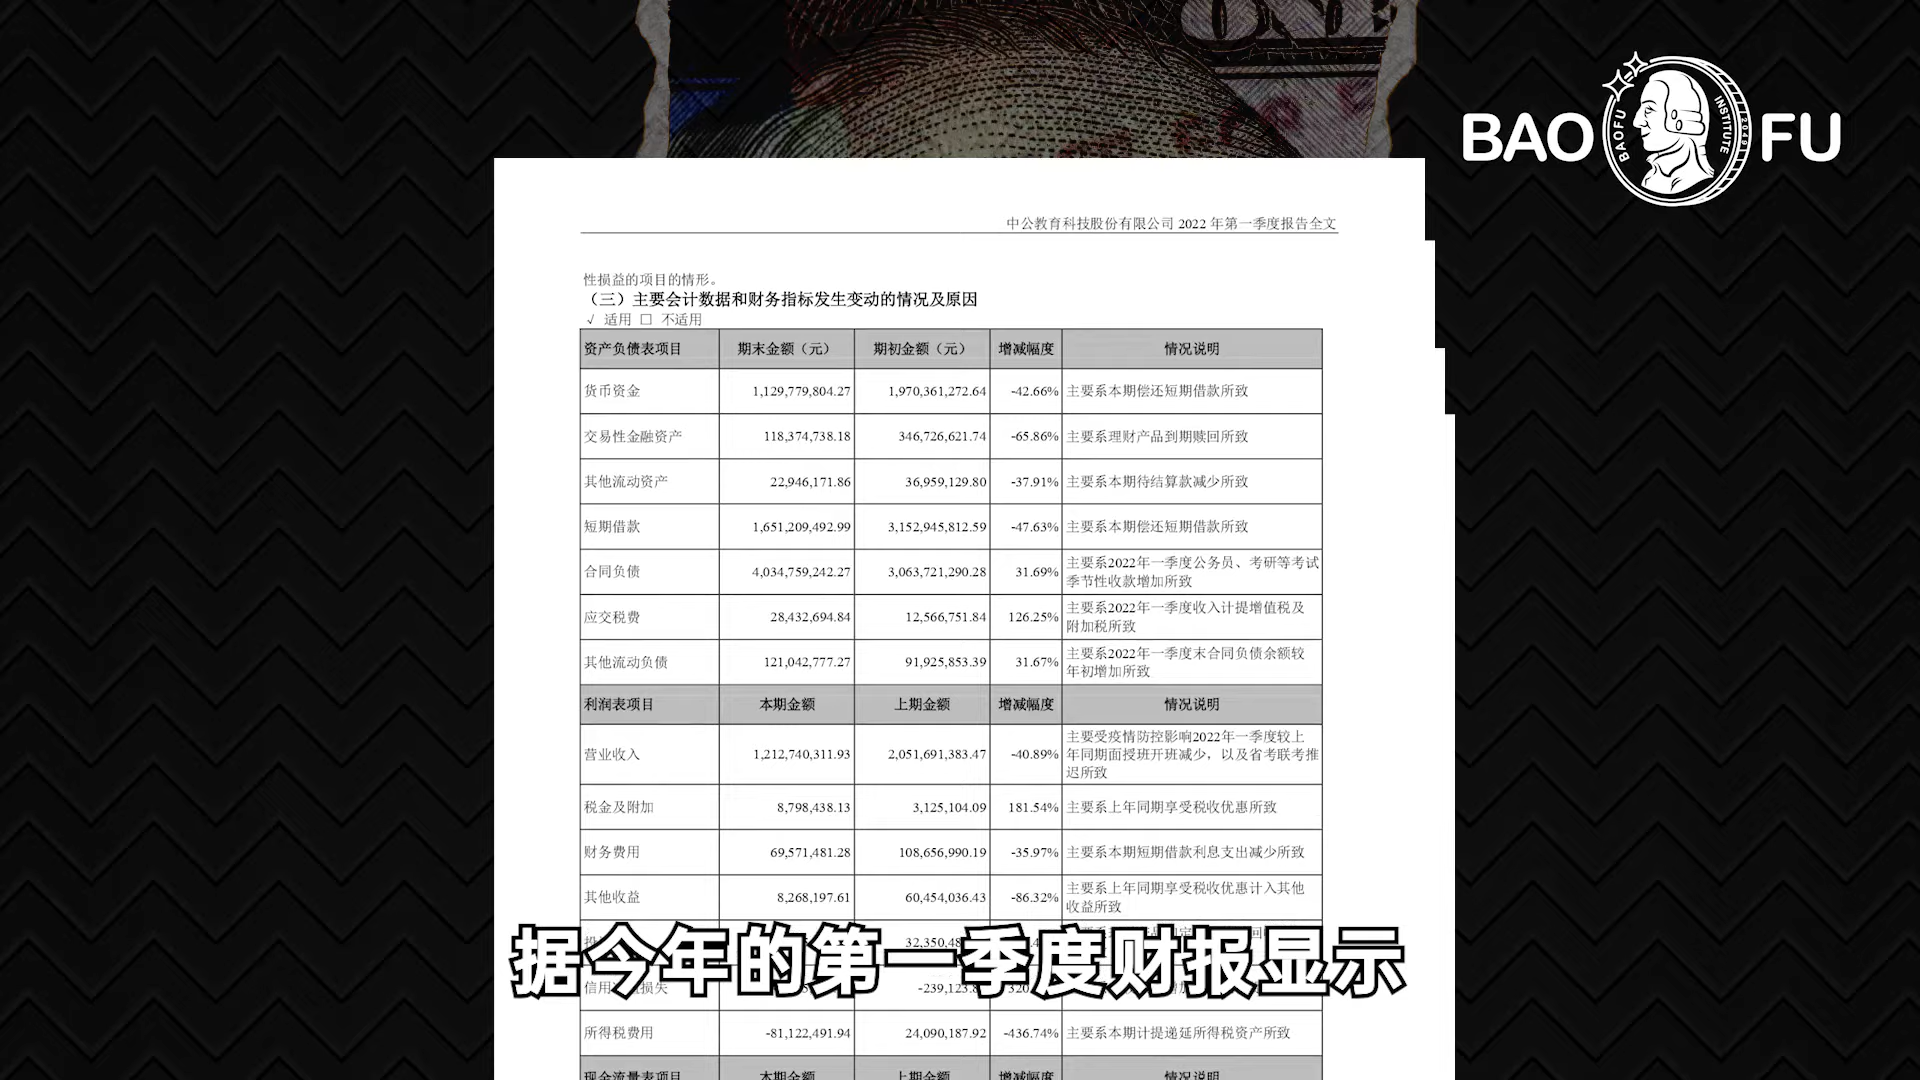 ONE
BAO FU
BAOFU INSTITUTE 2049
中公教育科技股份有限公司 2022 年第一季度报告全文
性损益的项目的情形。
（三）主要会计数据和财务指标发生变动的情况及原因
√ 适用 □ 不适用
资产负债表项目 期末金额（元） 期初金额（元） 增减幅度 情况说明
货币资金 1,129,779,804.27 1,970,361,272.64 -42.66% 主要系本期偿还短期借款所致
交易性金融资产 118,374,738.18 346,726,621.74 -65.86% 主要系理财产品到期赎回所致
其他流动资产 22,946,171.86 36,959,129.80 -37.91% 主要系本期待结算款减少所致
短期借款 1,651,209,492.99 3,152,945,812.59 -47.63% 主要系本期偿还短期借款所致
合同负债 4,034,759,242.27 3,063,721,290.28 31.69% 主要系2022年一季度公务员、考研等考试
季节性收款增加所致
应交税费 28,432,694.84 12,566,751.84 126.25% 主要系2022年一季度收入计提增值税及
附加税所致
其他流动负债 121,042,777.27 91,925,853.39 31.67% 主要系2022年一季度末合同负债余额较
年初增加所致
利润表项目 本期金额 上期金额 增减幅度 情况说明
营业收入 1,212,740,311.93 2,051,691,383.47 -40.89% 主要受疫情防控影响2022年一季度较上
年同期面授班开班减少，以及省考联考推
迟所致
税金及附加 8,798,438.13 3,125,104.09 181.54% 主要系上年同期享受税收优惠所致
财务费用 69,571,481.28 108,656,990.19 -35.97% 主要系本期短期借款利息支出减少所致
其他收益 8,268,197.61 60,454,036.43 -86.32% 主要系上年同期享受税收优惠计入其他
收益所致
据今年的第一季度财报显示
所得税费用 -81,122,491.94 24,090,187.92 -436.74% 主要系本期计提递延所得税资产所致
现金流量表项目 本期金额 上期金额 增减幅度 情况说明